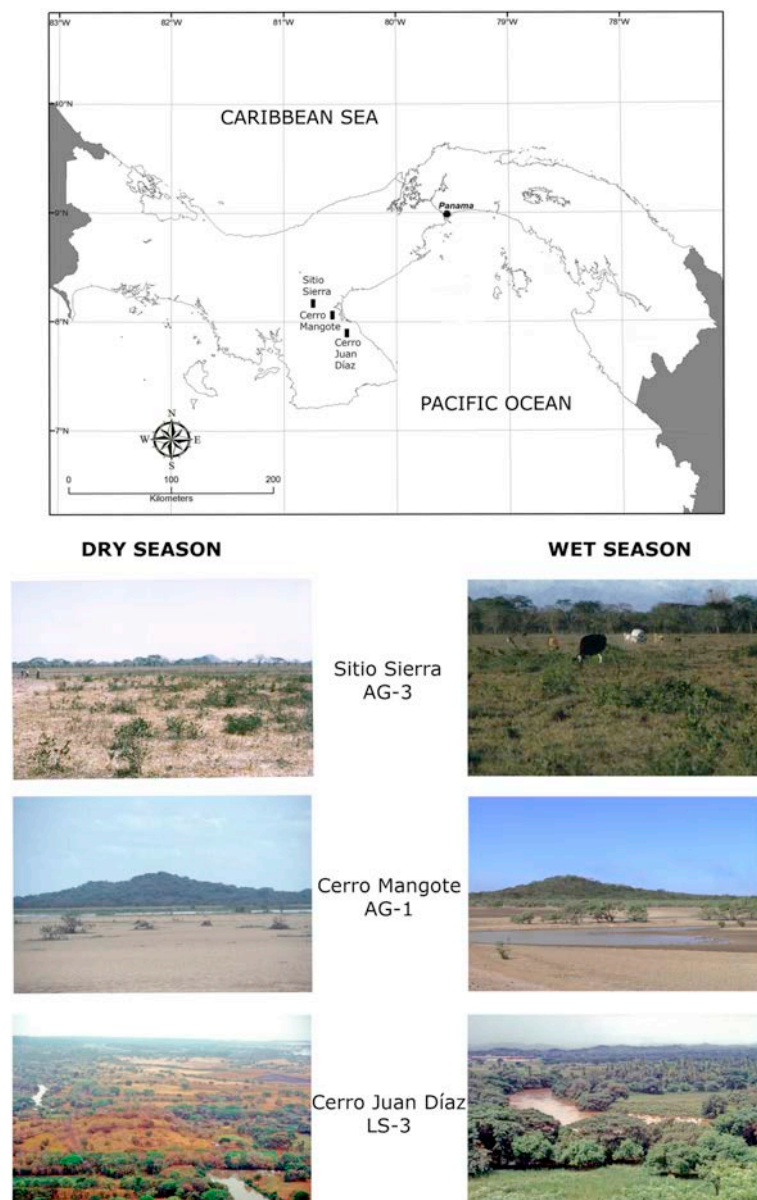 83°W 82°W 81°W 80°W 79°W 78°W
10°N
CARIBBEAN SEA
9°N
Panama
Sitio
Sierra
8°N
Cerro
Mangote
Cerro
Juan
Díaz
PACIFIC OCEAN
7°N
N
W E
S
0 100 200
Kilometers
DRY SEASON WET SEASON
Sitio Sierra
AG-3
Cerro Mangote
AG-1
Cerro Juan Díaz
LS-3